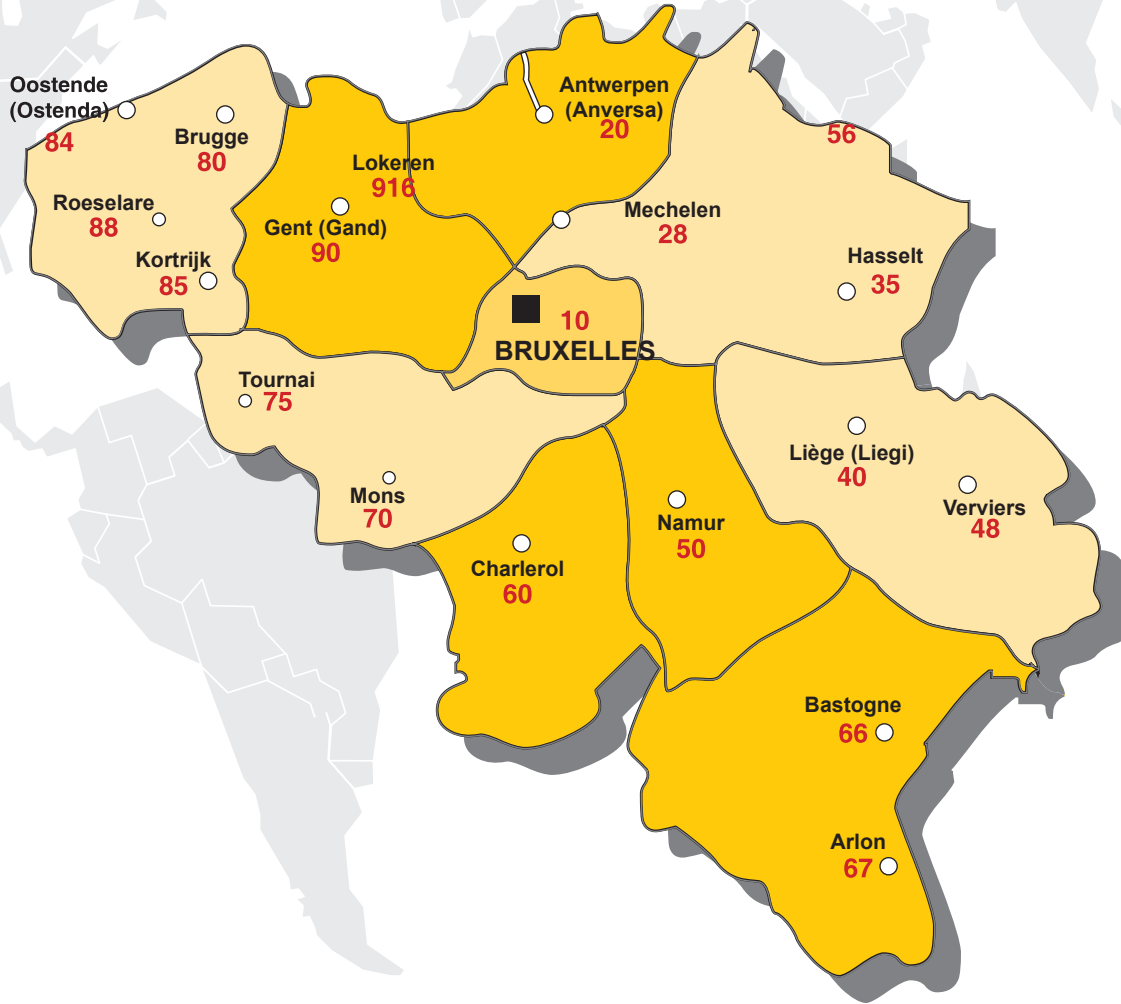 Oostende
(Ostenda)
84
Brugge
80
Antwerpen
(Anversa)
20
56
Lokeren
916
Roeselare
88
Gent (Gand)
90
Mechelen
28
Kortrijk
85
Hasselt
35
10
BRUXELLES
Tournai
75
Liège (Liegi)
40
Mons
70
Namur
50
Verviers
48
Charlerol
60
Bastogne
66
Arlon
67